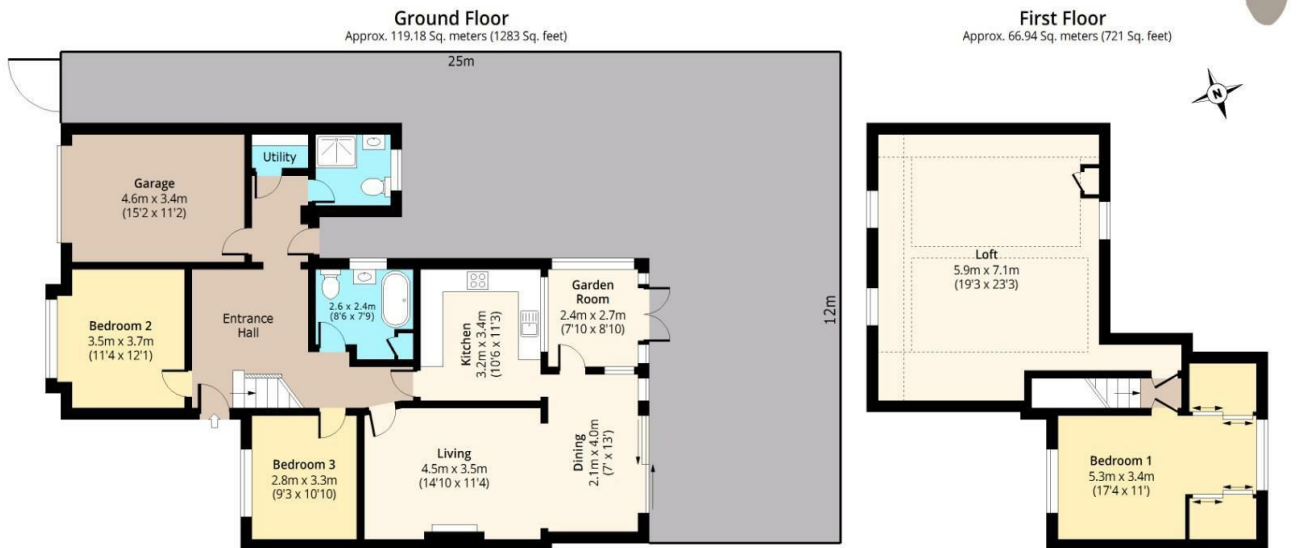 Ground Floor
Approx. 119.18 Sq. meters (1283 Sq. feet)
25m
12m
Garage
4.6m x 3.4m
(15'2 x 11'2)
Utility
Bedroom 2
3.5m x 3.7m
(11'4 x 12'1)
Entrance
Hall
2.6 x 2.4m
(8'6 x 7'9)
Kitchen
3.2m x 3.4m
(10'6 x 11'3)
Garden
Room
2.4m x 2.7m
(7'10 x 8'10)
Bedroom 3
2.8m x 3.3m
(9'3 x 10'10)
Living
4.5m x 3.5m
(14'10 x 11'4)
Dining
2.1m x 4.0m
(7' x 13')
First Floor
Approx. 66.94 Sq. meters (721 Sq. feet)
N
Loft
5.9m x 7.1m
(19'3 x 23'3)
Bedroom 1
5.3m x 3.4m
(17'4 x 11')